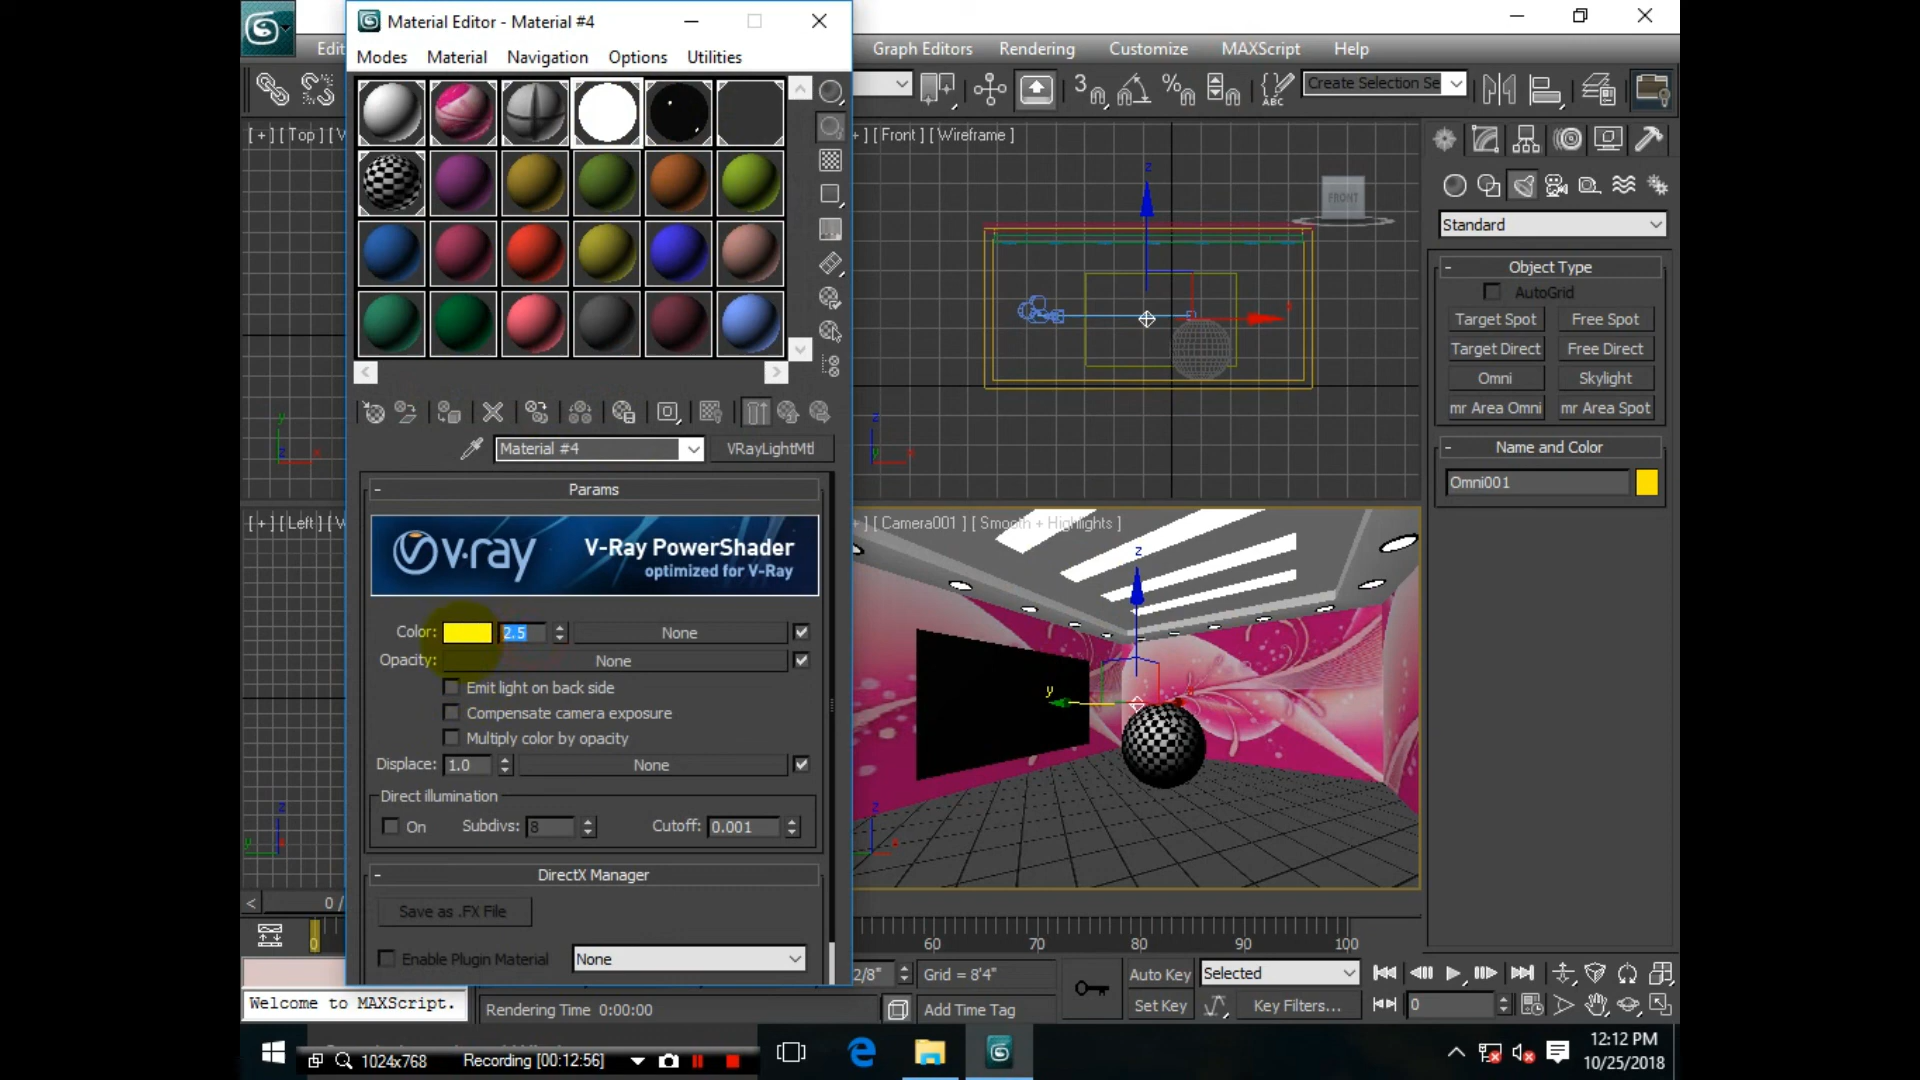 Material Editor - Material #4
Modes Material Navigation Options Utilities
Edit
Graph Editors Rendering Customize MAXScript Help
3
%
ABC
Create Selection Se
[ + ] [ Top ] [
[ Front ] [ Wireframe ]
FRONT
z
Standard
Object Type
AutoGrid
Target Spot Free Spot
Target Direct Free Direct
Omni Skylight
mr Area Omni mr Area Spot
Name and Color
Omni001
Material #4 VRayLightMtl
Params
v·ray
V-Ray PowerShader
optimized for V-Ray
[ + ] [ Left ] [
[ Camera001 ] [ Smooth + Highlights ]
Color: 2.5 None
Opacity: None
Emit light on back side
Compensate camera exposure
Multiply color by opacity
Displace: 1.0 None
Direct illumination
On Subdivs: 8 Cutoff: 0.001
DirectX Manager
Save as .FX File
Enable Plugin Material None
z
y
x
0 /
0
60 70 80 90 100
2/8" Grid = 8'4"
Auto Key Selected
Set Key Key Filters...
0
Welcome to MAXScript.
Rendering Time 0:00:00
Add Time Tag
1024x768 Recording [00:12:56]
12:12 PM
10/25/2018